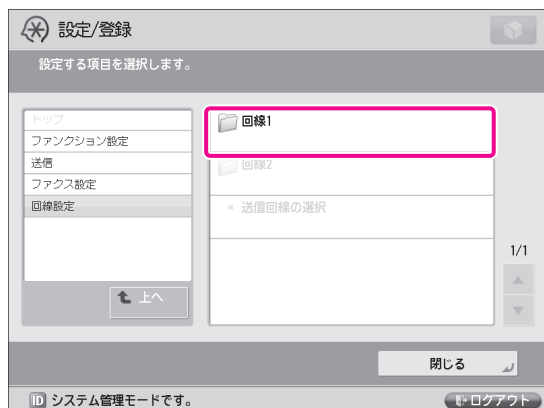 設定/登録
設定する項目を選択します。
トップ
ファンクション設定
送信
ファクス設定
回線設定
上へ
回線1
回線2
送信回線の選択
1/1
閉じる
ID システム管理モードです。
ログアウト